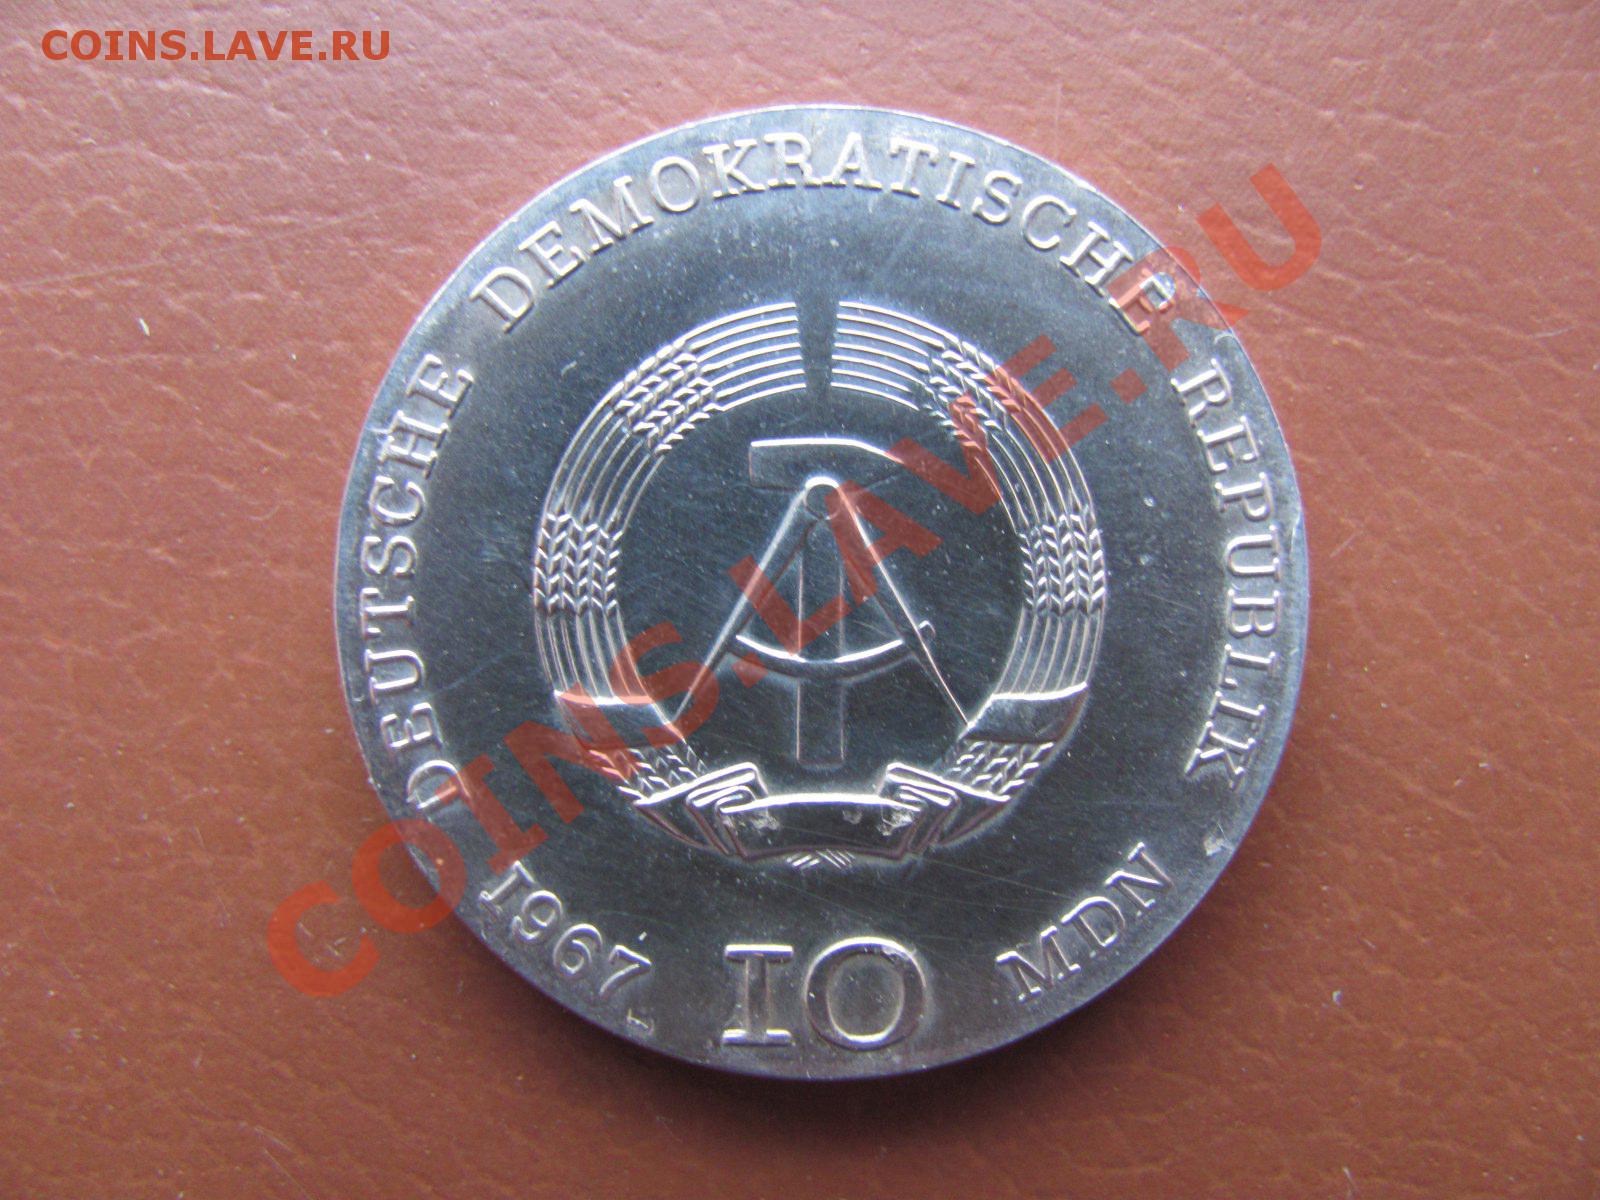 COINS.LAVE.RU
DEUTSCHE DEMOKRATISCHE REPUBLIK
1967 10 MDN
COINS.LAVE.RU